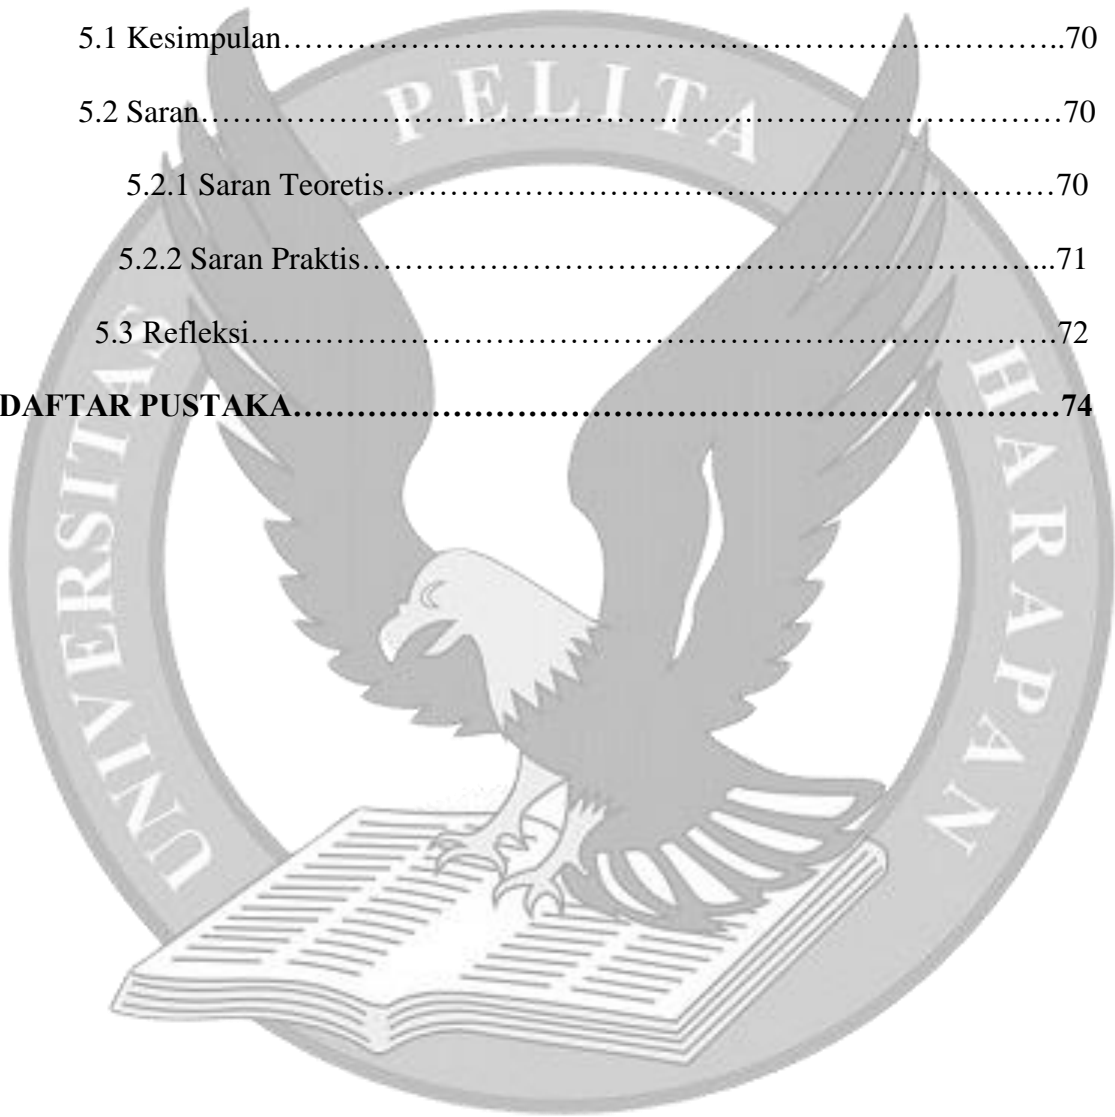 5.1 Kesimpulan……………………………………………………………………..70
5.2 Saran……………………………………………………………………………70
5.2.1 Saran Teoretis……………………………………………………………70
5.2.2 Saran Praktis……………………………………………………………....71
5.3 Refleksi……………………………………………………………………….72
DAFTAR PUSTAKA……………………………………………………………………74
UNIVERSITAS PELITA HARAPAN